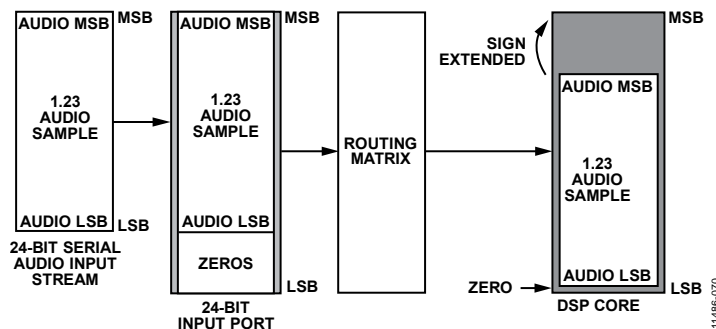 AUDIO MSB
MSB
1.23
AUDIO
SAMPLE
AUDIO LSB
LSB
24-BIT SERIAL
AUDIO INPUT
STREAM
AUDIO MSB
MSB
1.23
AUDIO
SAMPLE
AUDIO LSB
ZEROS
LSB
24-BIT
INPUT PORT
ROUTING
MATRIX
MSB
SIGN
EXTENDED
AUDIO MSB
1.23
AUDIO
SAMPLE
AUDIO LSB
ZERO
LSB
DSP CORE
11486-070